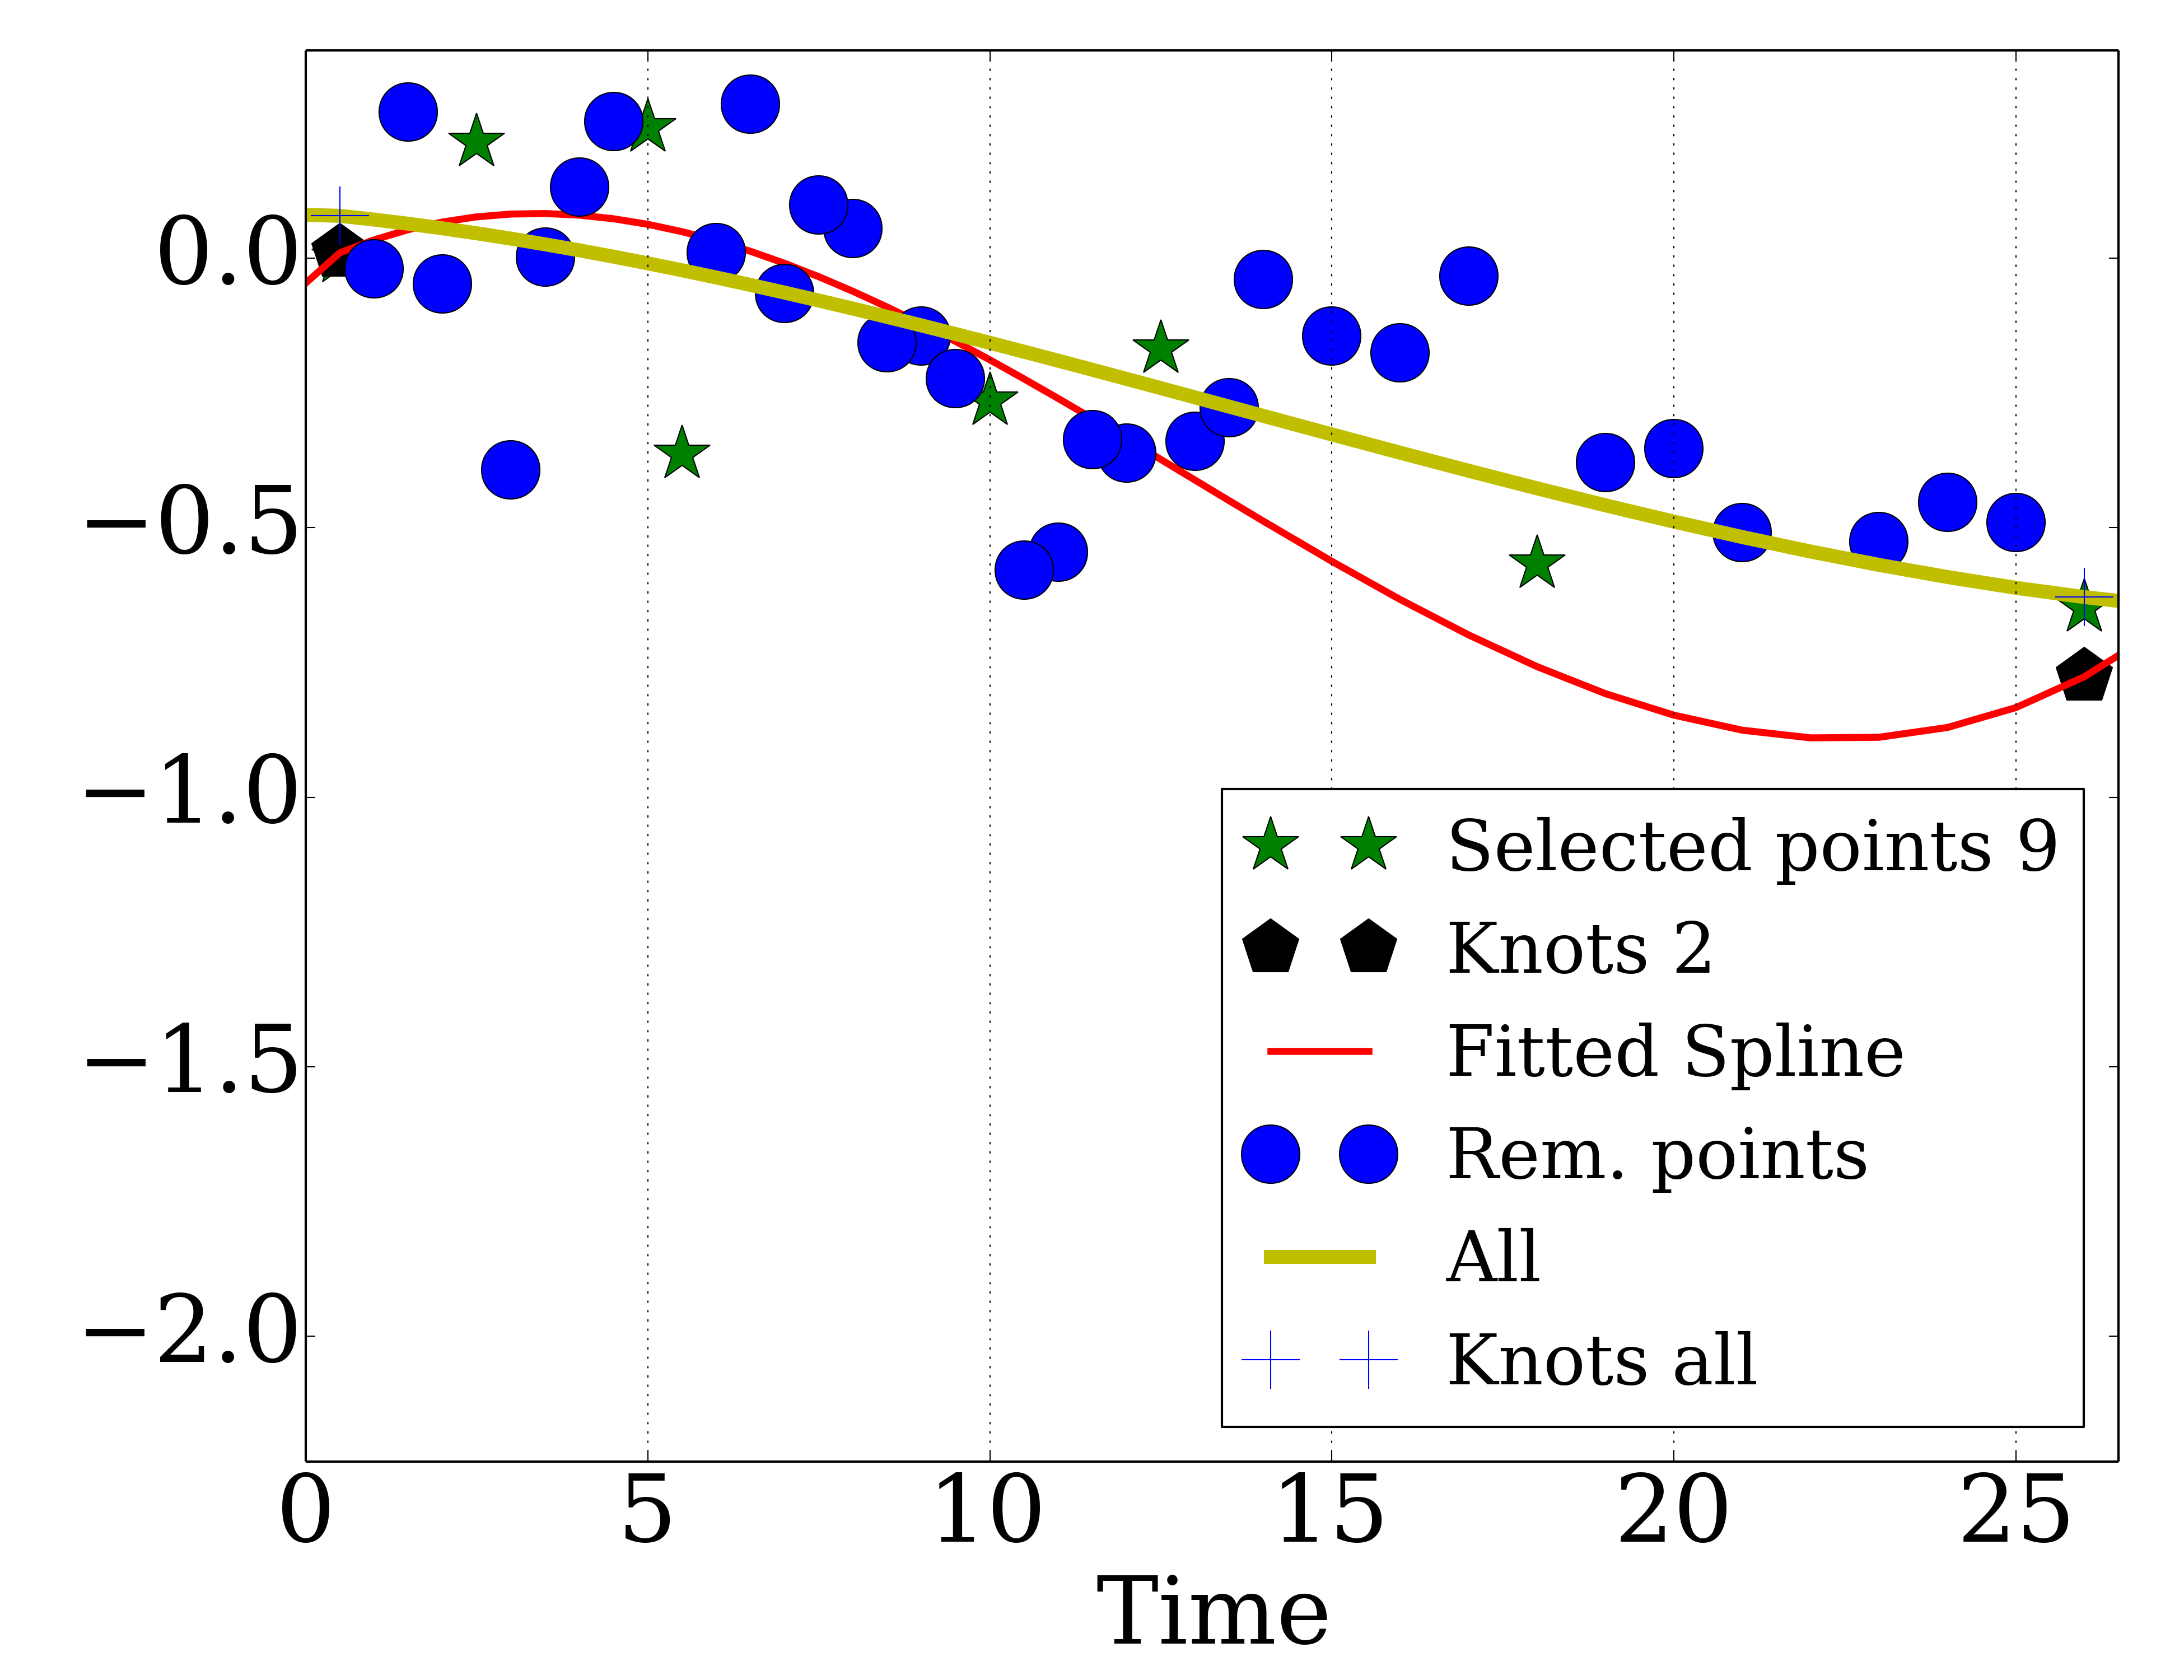 0.0
−0.5
−1.0
−1.5
−2.0
Selected points 9
Knots 2
Fitted Spline
Rem. points
All
Knots all
0 5 10 15 20 25
Time